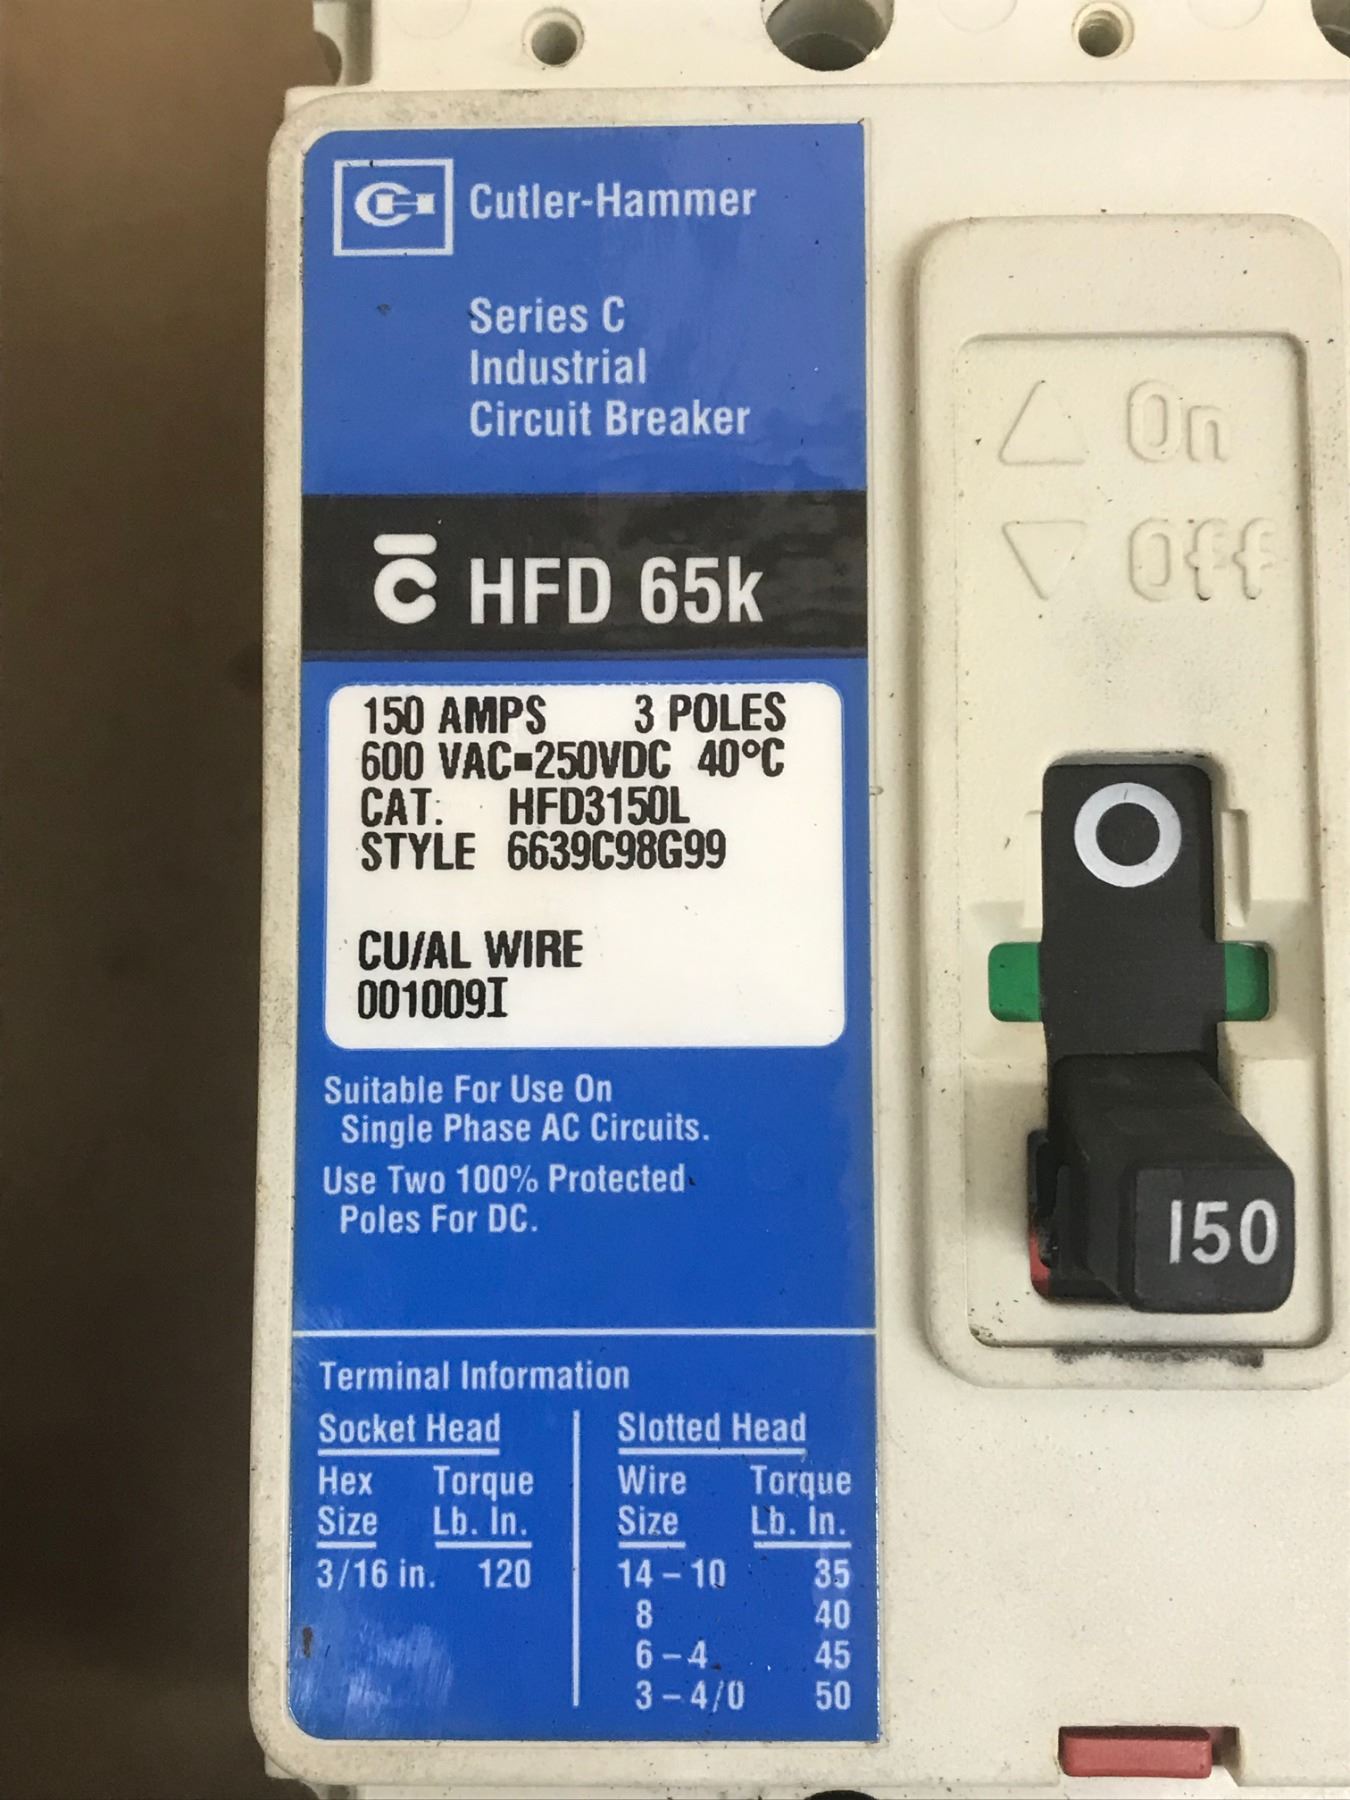 Cutler-Hammer
Series C
Industrial
Circuit Breaker
HFD 65k
150 AMPS 3 POLES
600 VAC▪250VDC 40°C
CAT. HFD3150L
STYLE 6639C98G99
CU/AL WIRE
001009I
Suitable For Use On
Single Phase AC Circuits.
Use Two 100% Protected
Poles For DC.
Terminal Information
Socket Head
Hex Torque
Size Lb. In.
3/16 in. 120
Slotted Head
Wire Torque
Size Lb. In.
14 – 10 35
8 40
6 – 4 45
3 – 4/0 50
On
Off
150